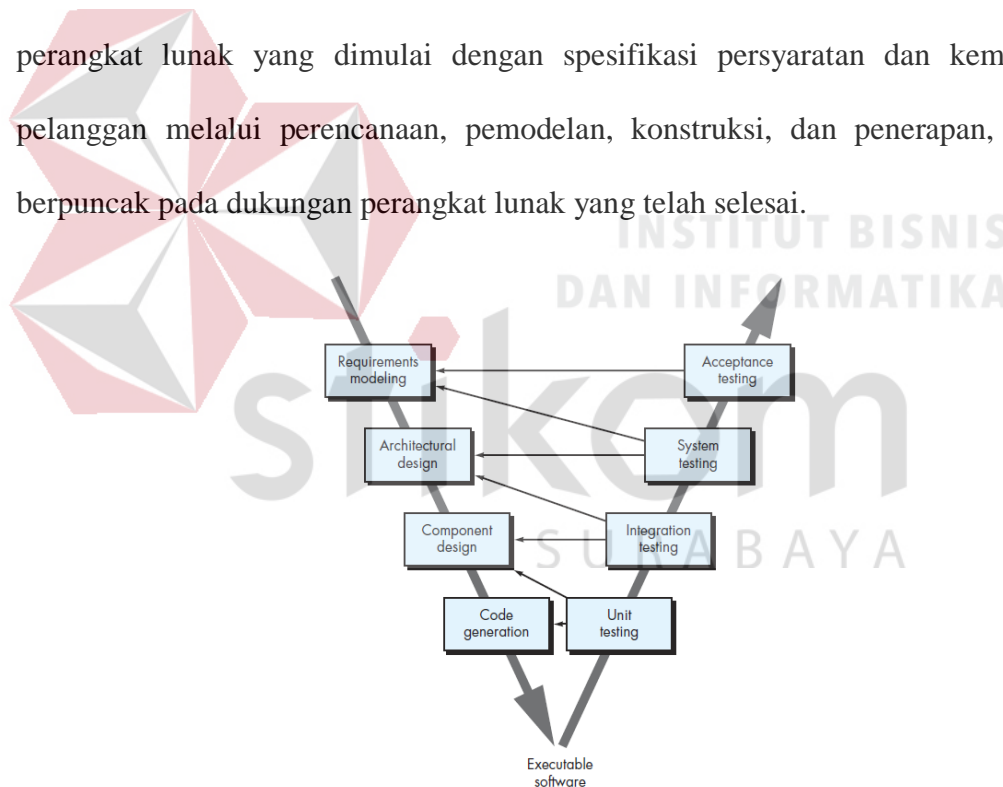 perangkat lunak yang dimulai dengan spesifikasi persyaratan dan kem
pelanggan melalui perencanaan, pemodelan, konstruksi, dan penerapan,
berpuncak pada dukungan perangkat lunak yang telah selesai.
INSTITUT BISNIS
DAN INFORMATIKA
stikom
SURABAYA
Requirements
modeling
Acceptance
testing
Architectural
design
System
testing
Component
design
Integration
testing
Code
generation
Unit
testing
Executable
software